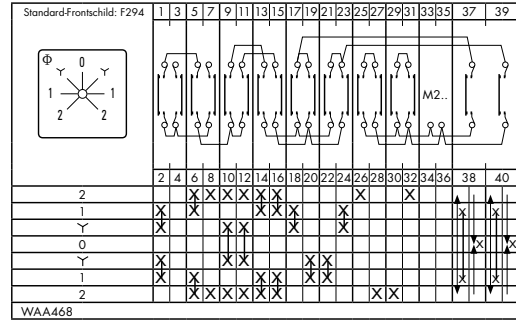 Standard-Frontschild: F294 1 3 5 7 9 11 13 15 17 19 21 23 25 27 29 31 33 35 37 39
Φ 0
Y Y
1 1
2 2
M2..
2 4 6 8 10 12 14 16 18 20 22 24 26 28 30 32 34 36 38 40
2 X X X X X X X X
1 X X X X X X X X
Y X X X X X
0 X X
Y X X X X X
1 X X X X X X X X
2 X X X X X X X X
WAA468